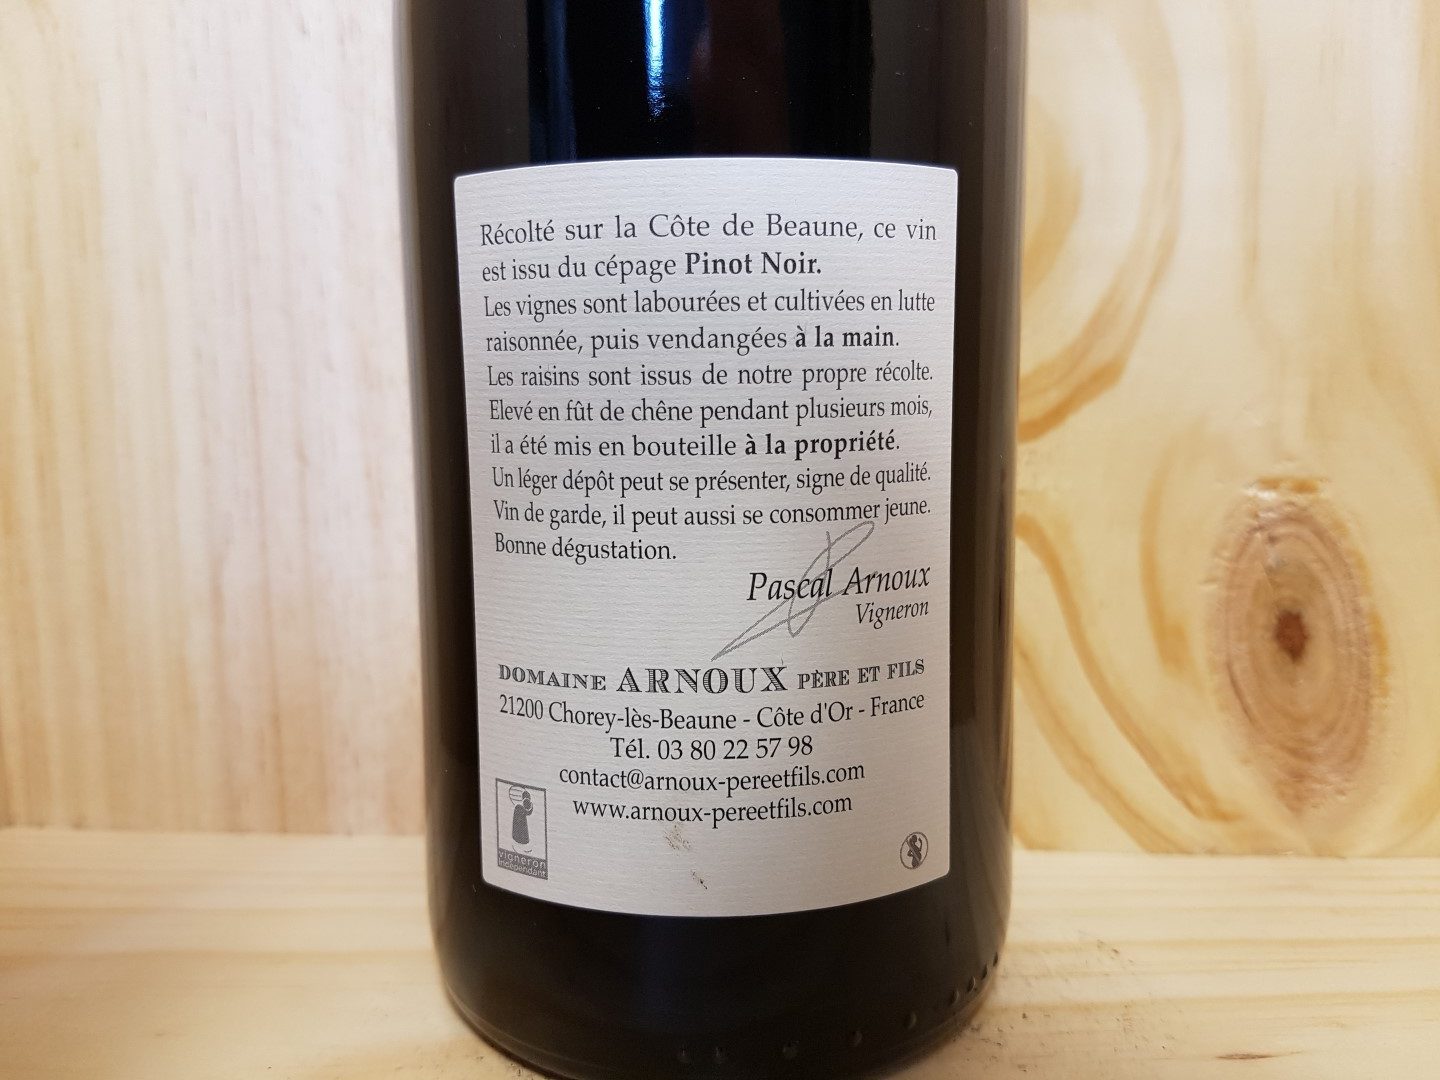 Récolté sur la Côte de Beaune, ce vin
est issu du cépage Pinot Noir.
Les vignes sont labourées et cultivées en lutte
raisonnée, puis vendangées à la main.
Les raisins sont issus de notre propre récolte.
Elevé en fût de chêne pendant plusieurs mois,
il a été mis en bouteille à la propriété.
Un léger dépôt peut se présenter, signe de qualité.
Vin de garde, il peut aussi se consommer jeune.
Bonne dégustation.
Pascal Arnoux
Vigneron
DOMAINE ARNOUX PÈRE ET FILS
21200 Chorey-lès-Beaune - Côte d'Or - France
Tél. 03 80 22 57 98
contact@arnoux-pereetfils.com
www.arnoux-pereetfils.com
vigneron
indépendant